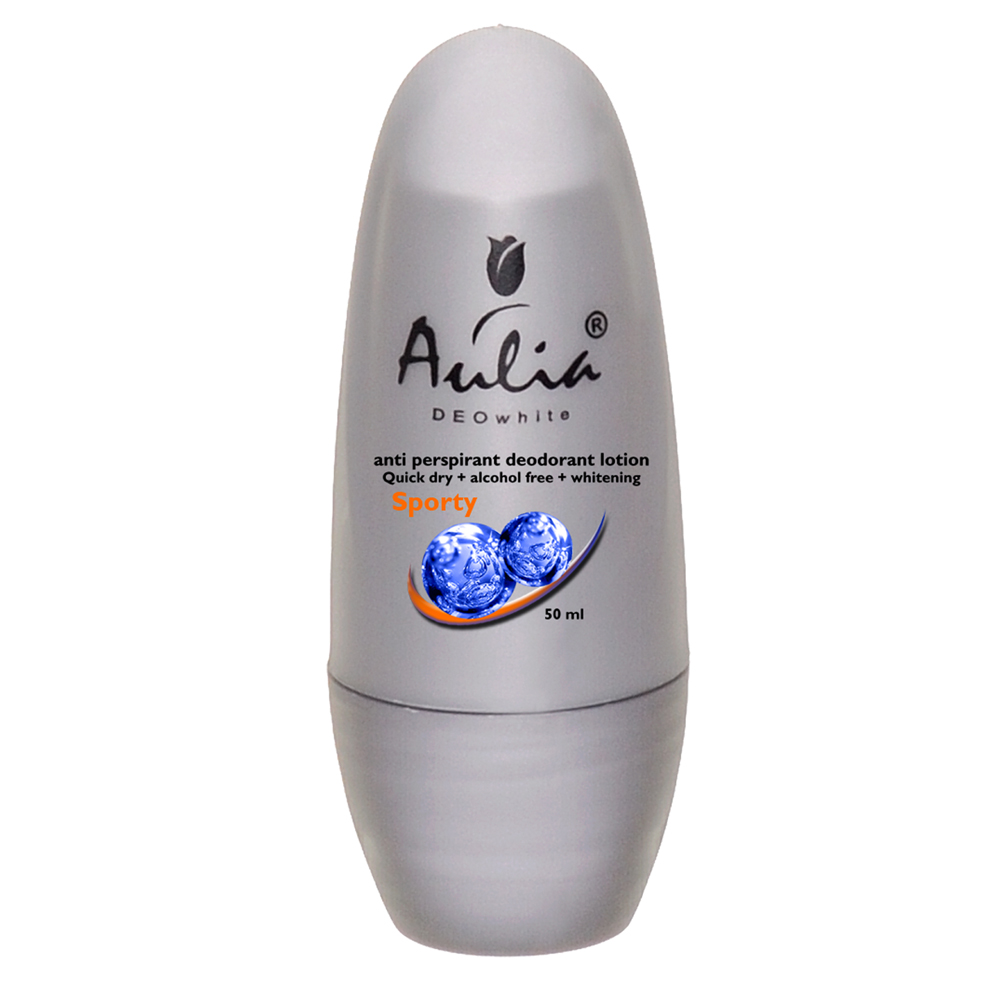 Aulia®
DEOwhite
anti perspirant deodorant lotion
Quick dry + alcohol free + whitening
Sporty
50 ml